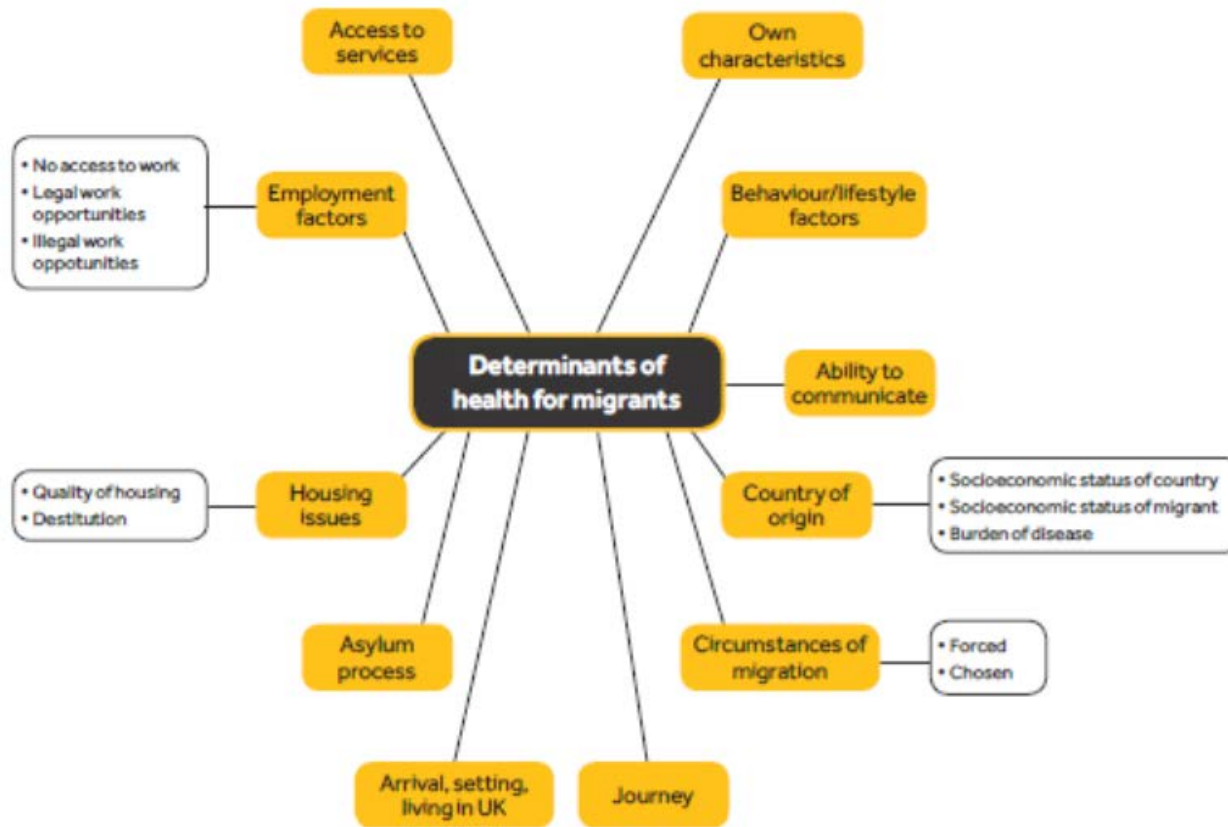 Access to
services
Own
characteristics
• No access to work
• Legal work
opportunities
• Illegal work
oppotunities
Employment
factors
Behaviour/lifestyle
factors
Determinants of
health for migrants
Ability to
communicate
• Quality of housing
• Destitution
Housing
issues
Country of
origin
• Socioeconomic status of country
• Socioeconomic status of migrant
• Burden of disease
Asylum
process
Circumstances of
migration
• Forced
• Chosen
Arrival, setting,
living in UK
Journey